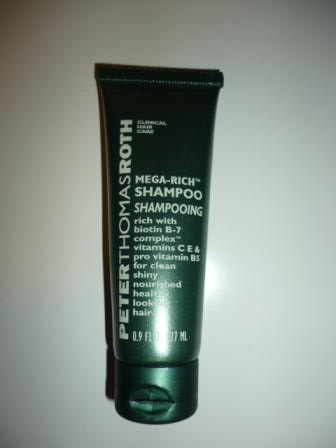 PETERTHOMASROTH
CLINICAL
HAIR
CARE
MEGA-RICH™
SHAMPOO
SHAMPOOING
rich with
biotin B-7
complex™
vitamins C E &
pro vitamin B5
for clean
shiny
nourished
healthy
looking
hair
0.9 FL 27 ML